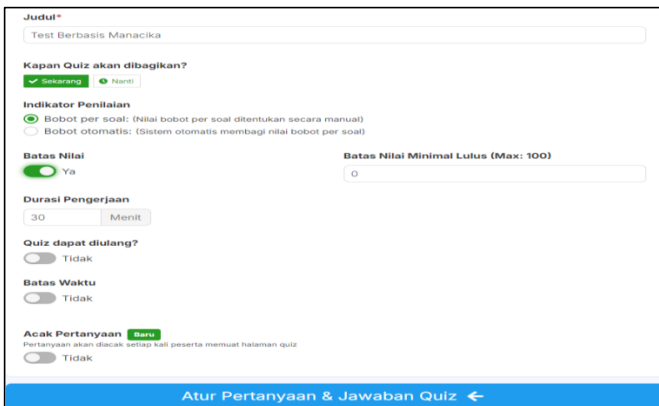 Judul*
Test Berbasis Manacika
Kapan Quiz akan dibagikan?
Sekarang Nanti
Indikator Penilaian
Bobot per soal: (Nilai bobot per soal ditentukan secara manual)
Bobot otomatis: (Sistem otomatis membagi nilai bobot per soal)
Batas Nilai Batas Nilai Minimal Lulus (Max: 100)
Ya 0
Durasi Pengerjaan
30 Menit
Quiz dapat diulang?
Tidak
Batas Waktu
Tidak
Acak Pertanyaan Baru
Pertanyaan akan diacak setiap kali peserta memuat halaman quiz
Tidak
Atur Pertanyaan & Jawaban Quiz ←